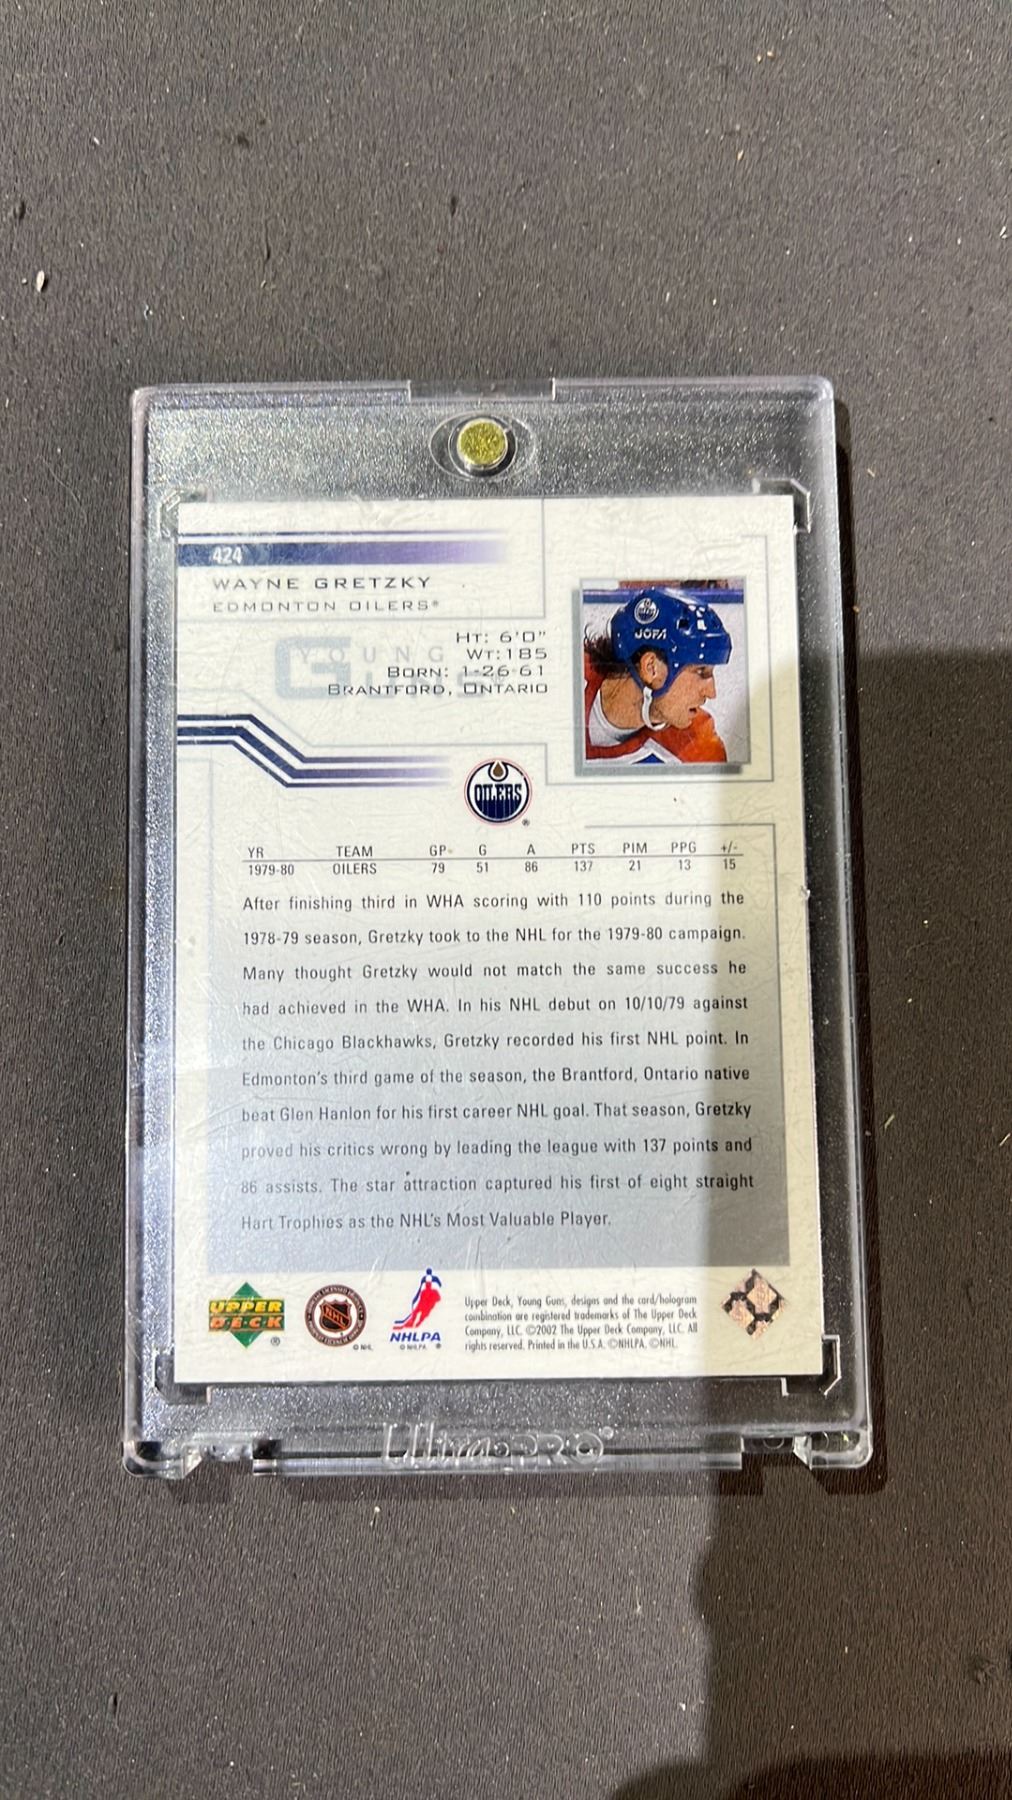 424
WAYNE GRETZKY
EDMONTON OILERS®
YOUNG
GUNS
HT: 6'0"
WT: 185
BORN: 1-26-61
BRANTFORD, ONTARIO
JOFA
OILERS
®
YR TEAM GP G A PTS PIM PPG +/-
1979-80 OILERS 79 51 86 137 21 13 15
After finishing third in WHA scoring with 110 points during the
1978-79 season, Gretzky took to the NHL for the 1979-80 campaign.
Many thought Gretzky would not match the same success he
had achieved in the WHA. In his NHL debut on 10/10/79 against
the Chicago Blackhawks, Gretzky recorded his first NHL point. In
Edmonton's third game of the season, the Brantford, Ontario native
beat Glen Hanlon for his first career NHL goal. That season, Gretzky
proved his critics wrong by leading the league with 137 points and
86 assists. The star attraction captured his first of eight straight
Hart Trophies as the NHL's Most Valuable Player.
UPPER
DECK
®
NHL
© NHL
NHLPA
© NHLPA ®
Upper Deck, Young Guns, designs and the card/hologram
combination are registered trademarks of The Upper Deck
Company, LLC. ©2002 The Upper Deck Company, LLC. All
rights reserved. Printed in the U.S.A. ©NHLPA. ©NHL.
Ultra•PRO®